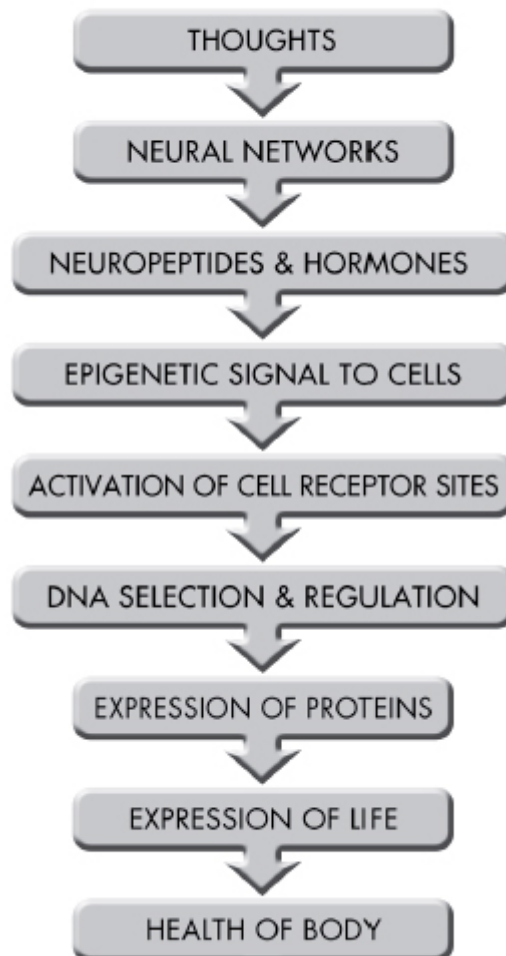 THOUGHTS
NEURAL NETWORKS
NEUROPEPTIDES & HORMONES
EPIGENETIC SIGNAL TO CELLS
ACTIVATION OF CELL RECEPTOR SITES
DNA SELECTION & REGULATION
EXPRESSION OF PROTEINS
EXPRESSION OF LIFE
HEALTH OF BODY